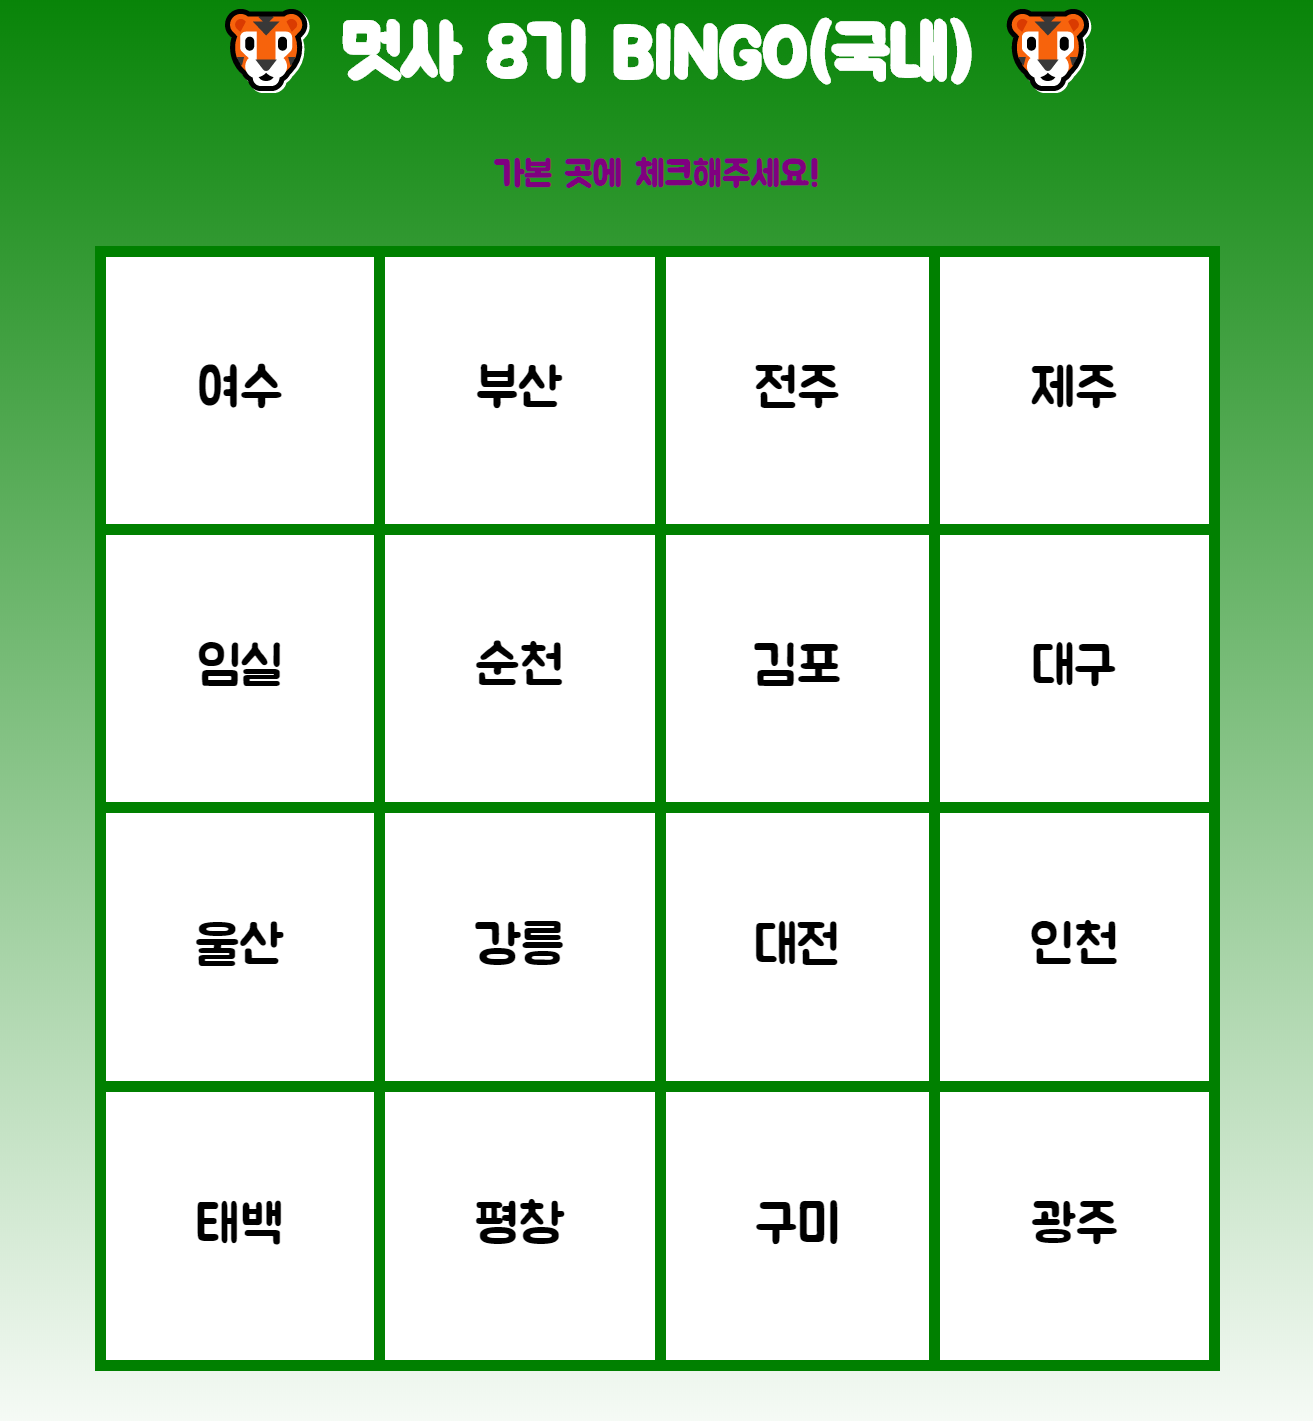 멋사 8기 BINGO(국내)
가본 곳에 체크해주세요!
여수 부산 전주 제주
임실 순천 김포 대구
울산 강릉 대전 인천
태백 평창 구미 광주